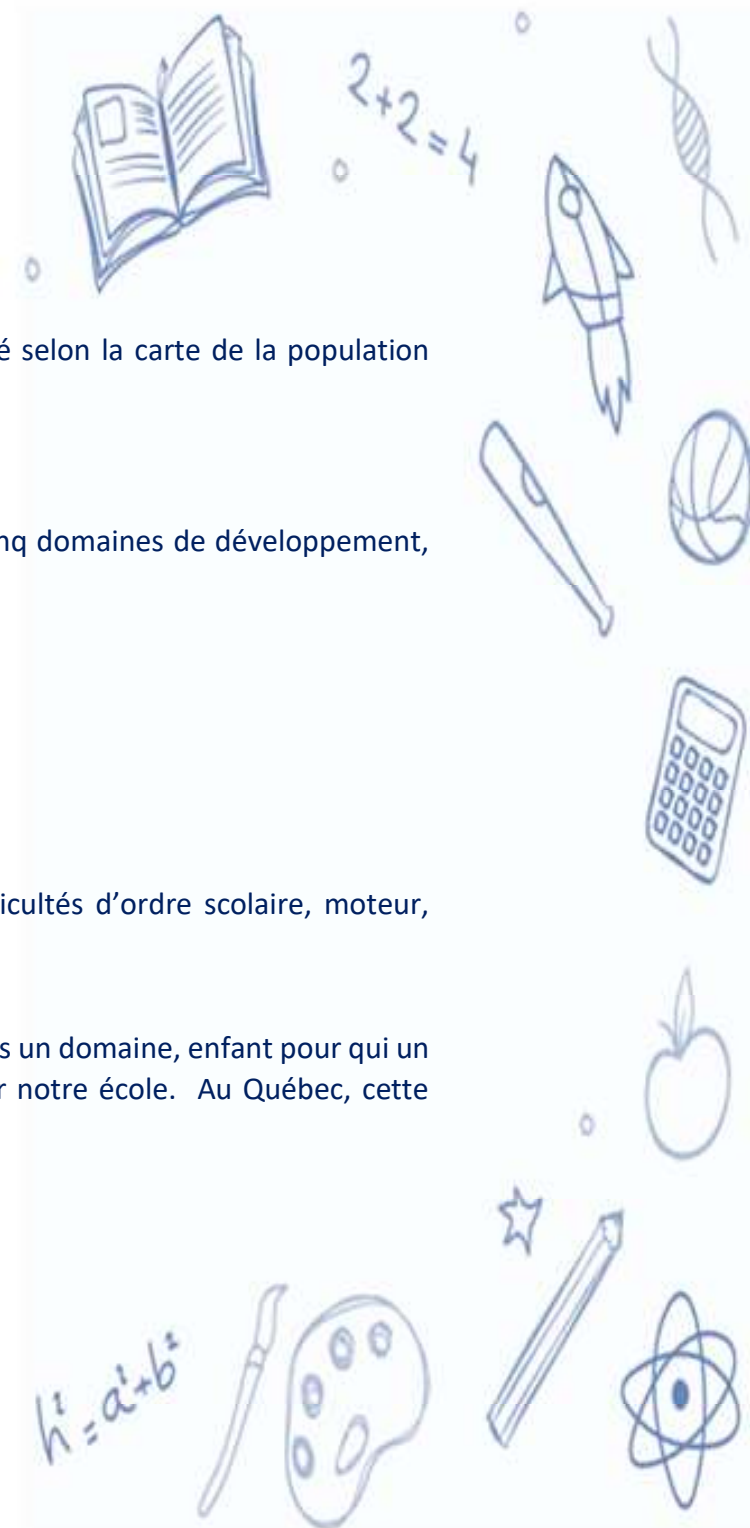 2+2=4
é selon la carte de la population
nq domaines de développement,
icultés d’ordre scolaire, moteur,
s un domaine, enfant pour qui un
r notre école. Au Québec, cette
h²=a²+b²